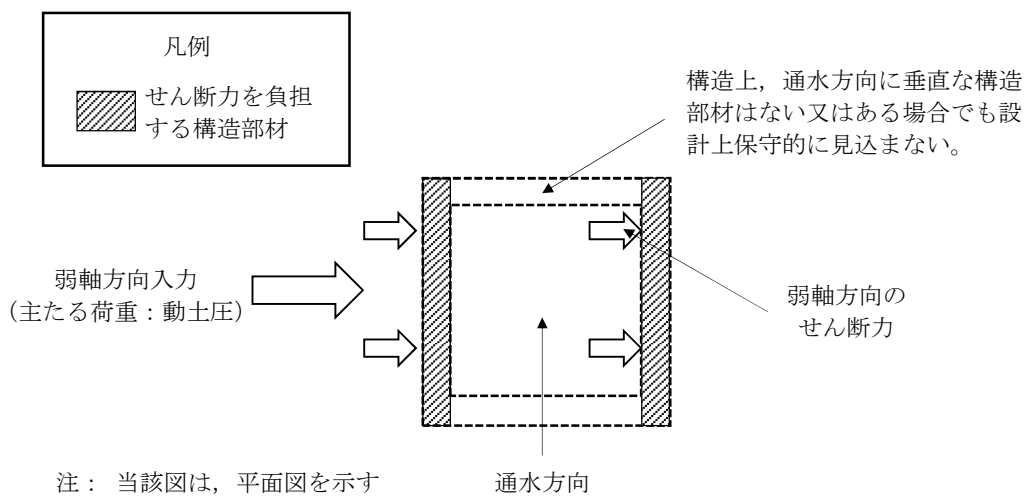 凡例
せん断力を負担
する構造部材
構造上，通水方向に垂直な構造
部材はない又はある場合でも設
計上保守的に見込まない。
弱軸方向入力
（主たる荷重：動土圧）
弱軸方向の
せん断力
注： 当該図は，平面図を示す
通水方向